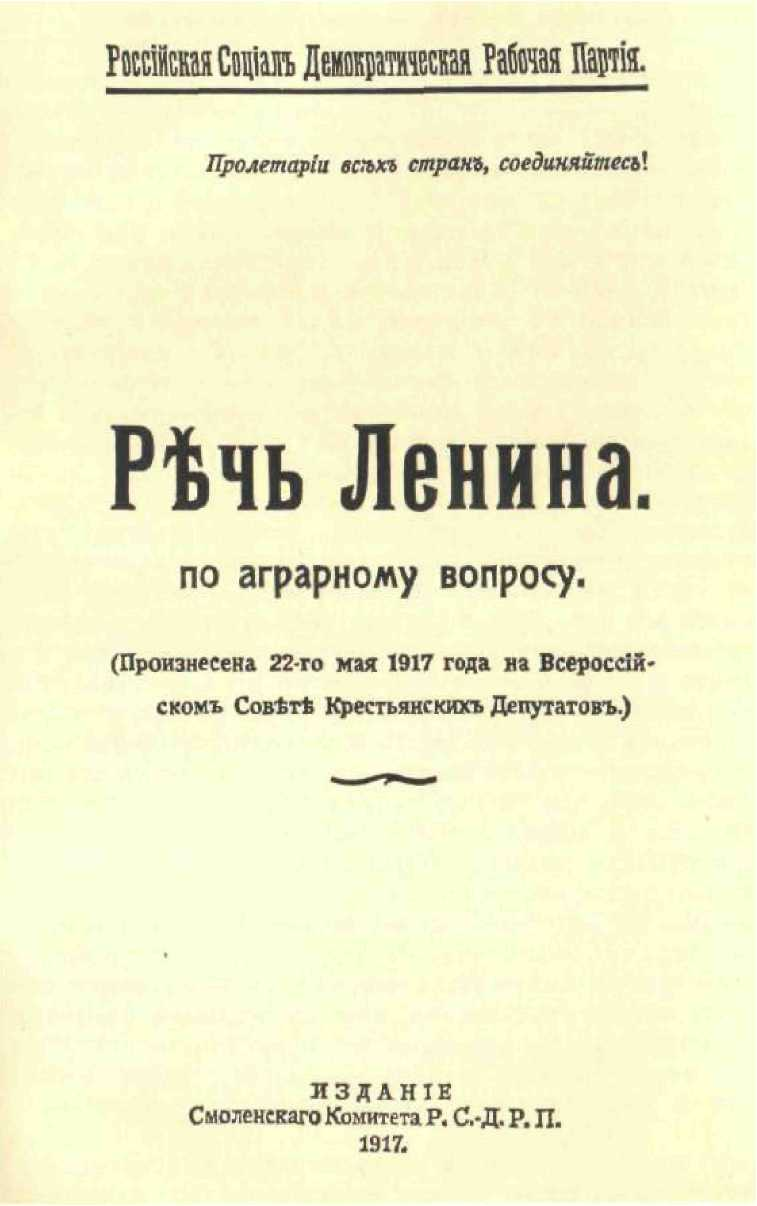 Россійская Соціалъ Демократическая Рабочая Партія.
Пролетаріи всѣхъ странъ, соединяйтесь!
Рѣчь Ленина.
по аграрному вопросу.
(Произнесена 22-го мая 1917 года на Всероссій-
скомъ Совѣтѣ Крестьянскихъ Депутатовъ.)
ИЗДАНІЕ
Смоленскаго Комитета Р. С.-Д. Р. П.
1917.